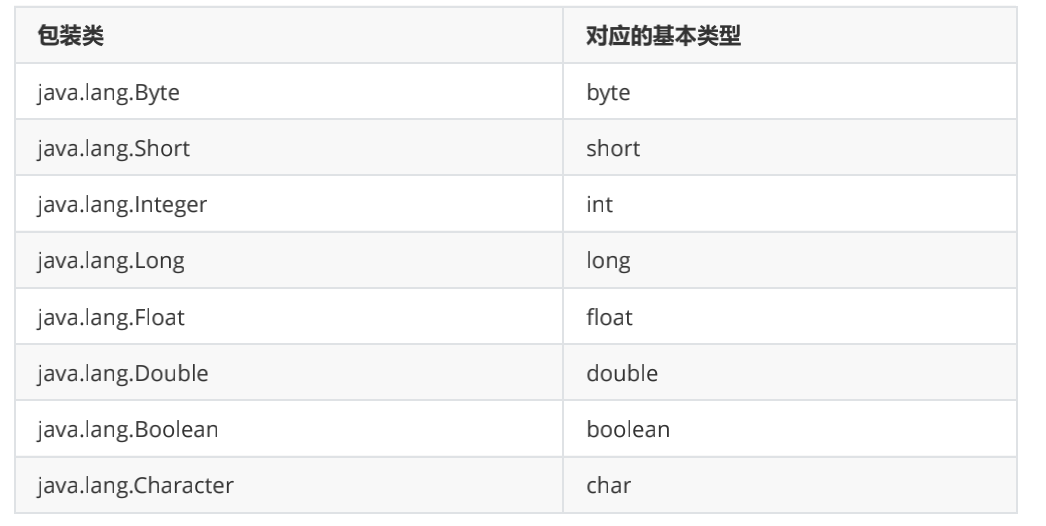 包装类 对应的基本类型
java.lang.Byte byte
java.lang.Short short
java.lang.Integer int
java.lang.Long long
java.lang.Float float
java.lang.Double double
java.lang.Boolean boolean
java.lang.Character char